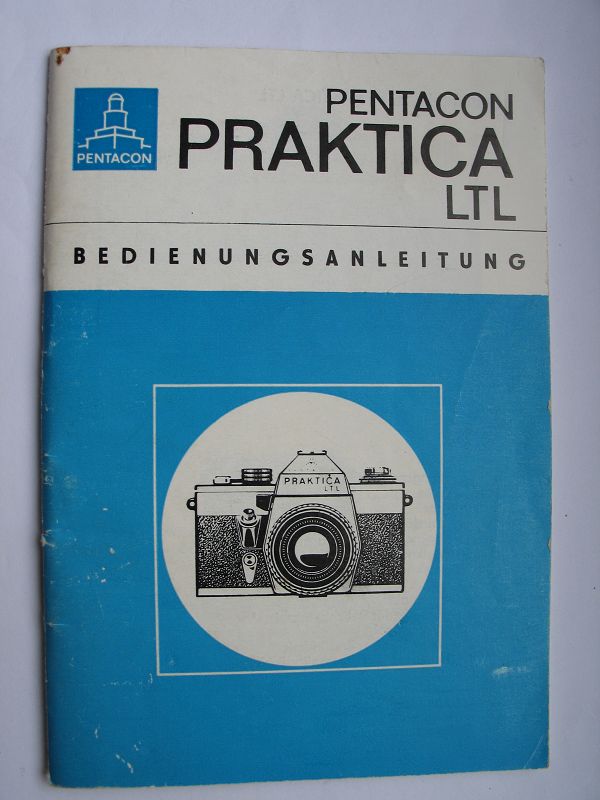 PENTACON
PENTACON
PRAKTICA
LTL
BEDIENUNGSANLEITUNG
PRAKTICA
LTL